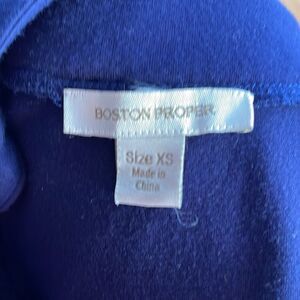 BOSTON PROPER
Size XS
Made in
China